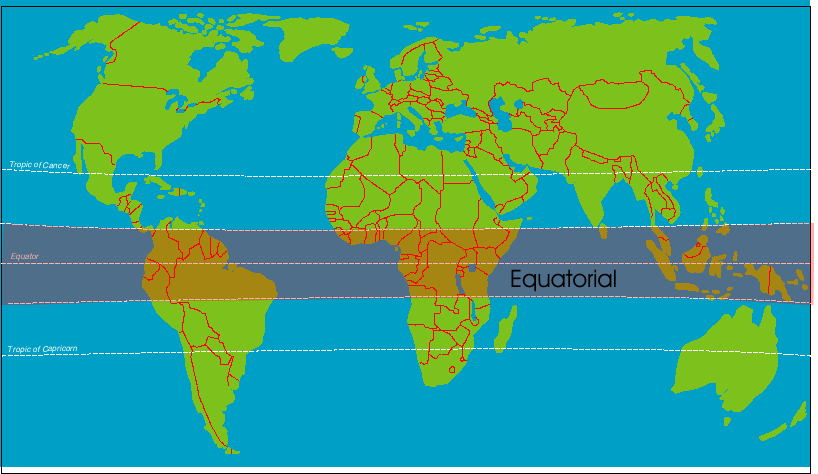 Tropic of Cancer
Equator
Equatorial
Tropic of Capricorn